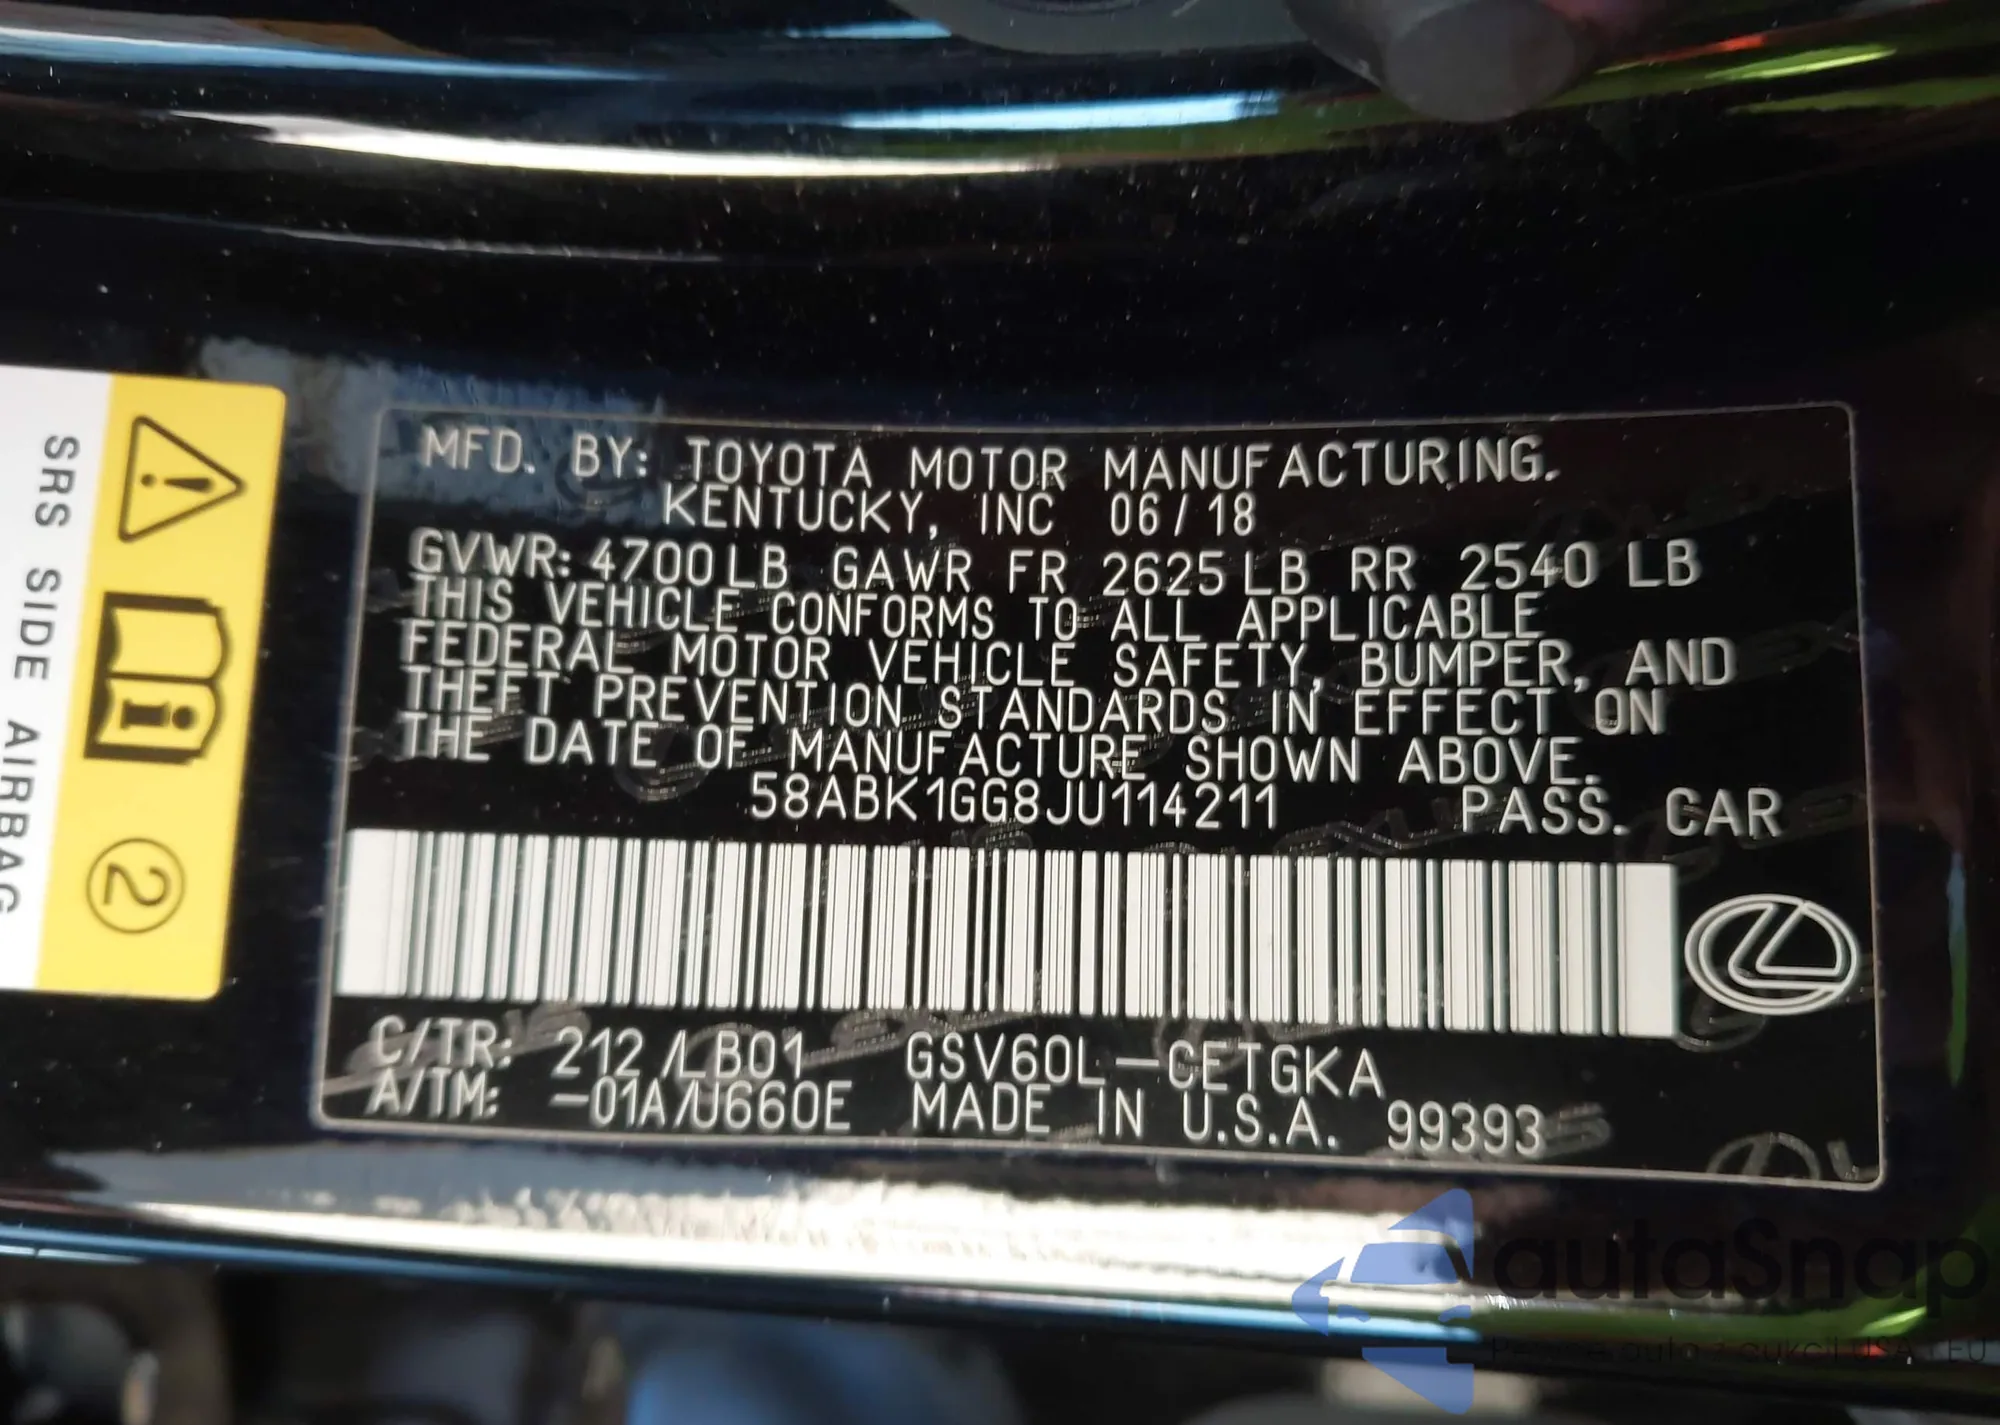 MFD. BY: TOYOTA MOTOR MANUFACTURING.
KENTUCKY, INC 06/18
GVWR: 4700LB GAWR FR 2625LB RR 2540 LB
THIS VEHICLE CONFORMS TO ALL APPLICABLE
FEDERAL MOTOR VEHICLE SAFETY, BUMPER, AND
THEFT PREVENTION STANDARDS IN EFFECT ON
THE DATE OF MANUFACTURE SHOWN ABOVE.
58ABK1GG8JU114211 PASS. CAR
C/TR: 212/LB01 GSV60L-CETGKA
A/TM: -01A/U660E MADE IN U.S.A. 99393
SRS SIDE AIRBAG
2
autoSnap